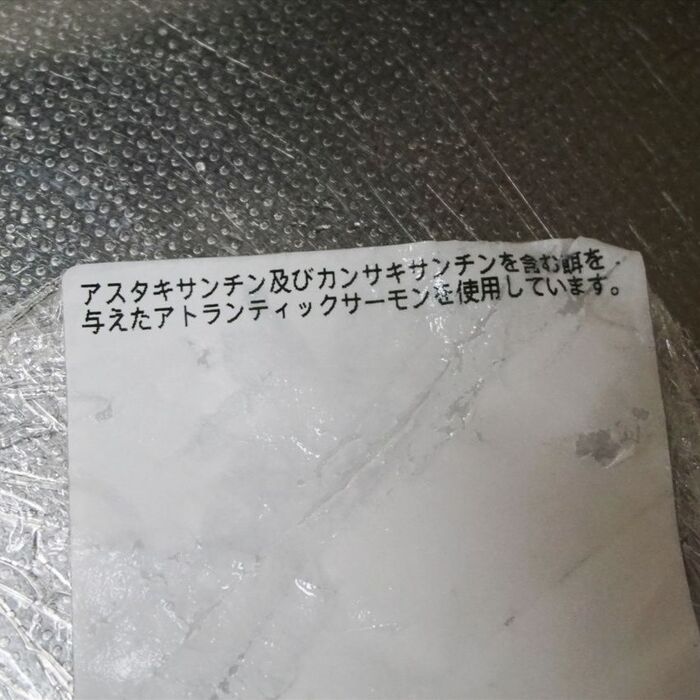 アスタキサンチン及びカンサキサンチンを含む餌を
与えたアトランティックサーモンを使用しています。